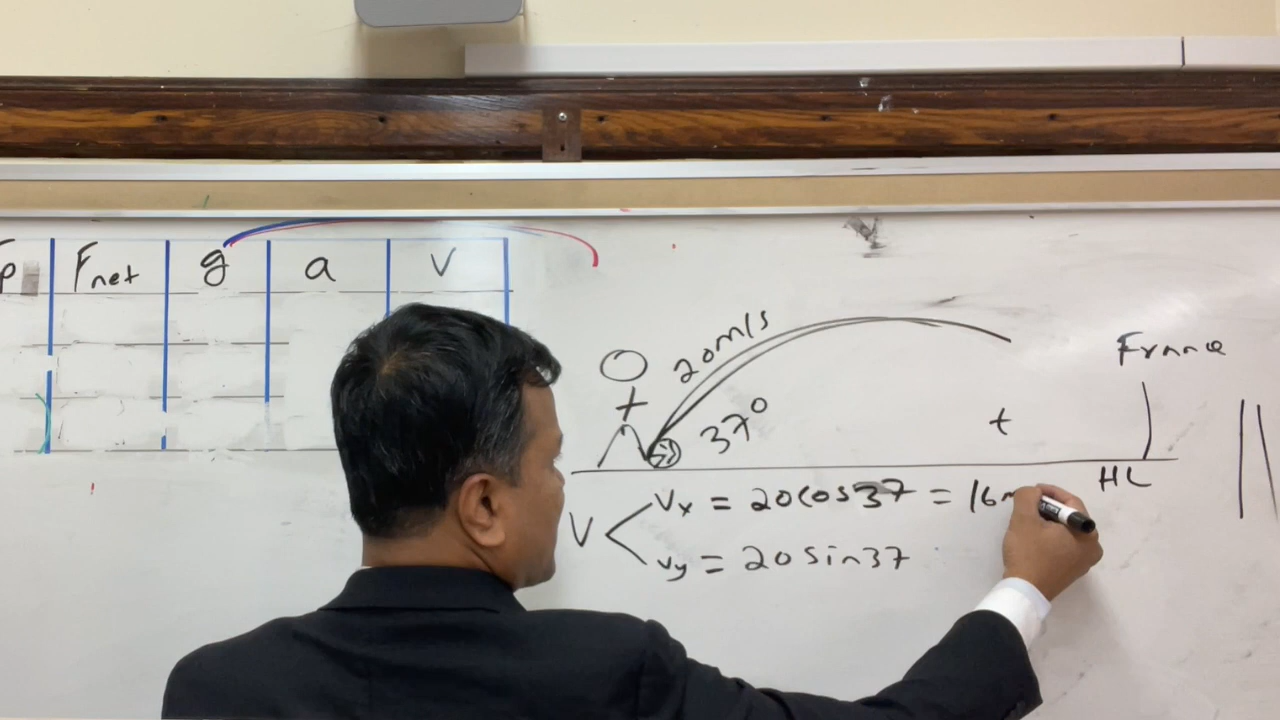 P Fnet g a V
20m/s
France
37°
t
HL
Vx = 20cos37 = 16m
V
Vy = 20sin37